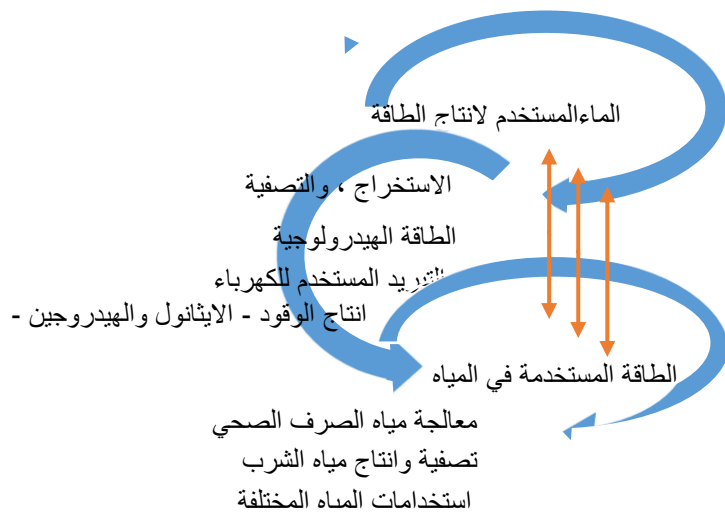 الماءالمستخدم لانتاج الطاقة
الاستخراج ، والتصفية
الطاقة الهيدرولوجية
التبريد المستخدم للكهرباء
انتاج الوقود - الايثانول والهيدروجين -
الطاقة المستخدمة في المياه
معالجة مياه الصرف الصحي
تصفية وانتاج مياه الشرب
استخدامات المياه المختلفة